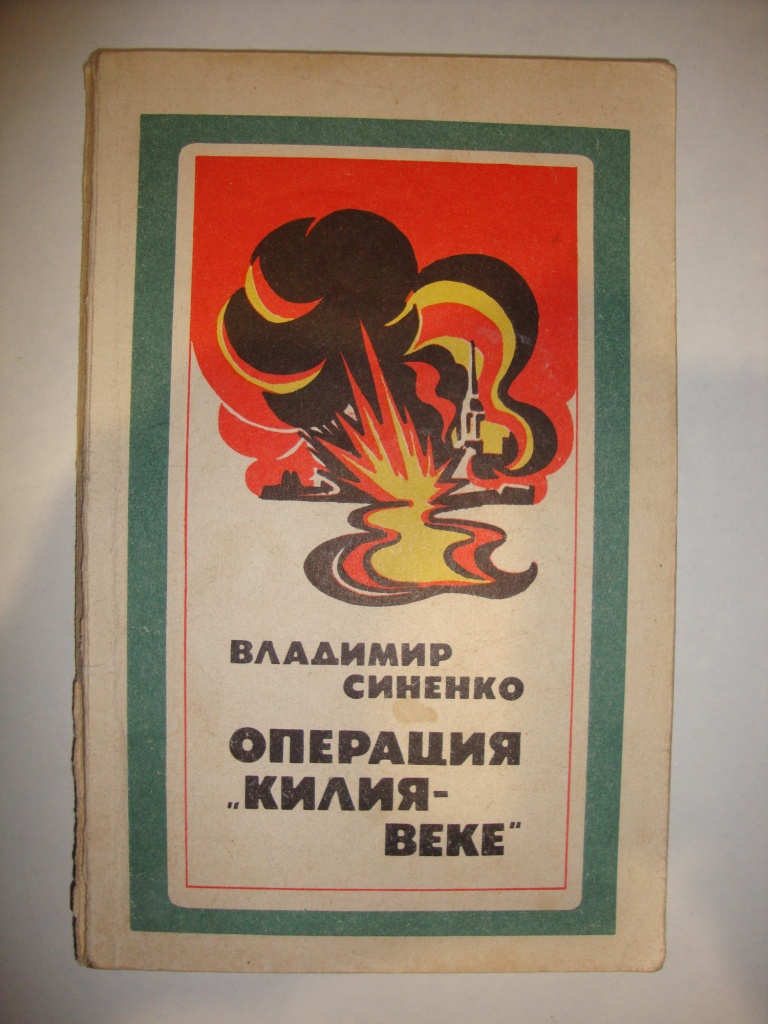 ВЛАДИМИР
СИНЕНКО
ОПЕРАЦИЯ
„КИЛИЯ-
ВЕКЕ"